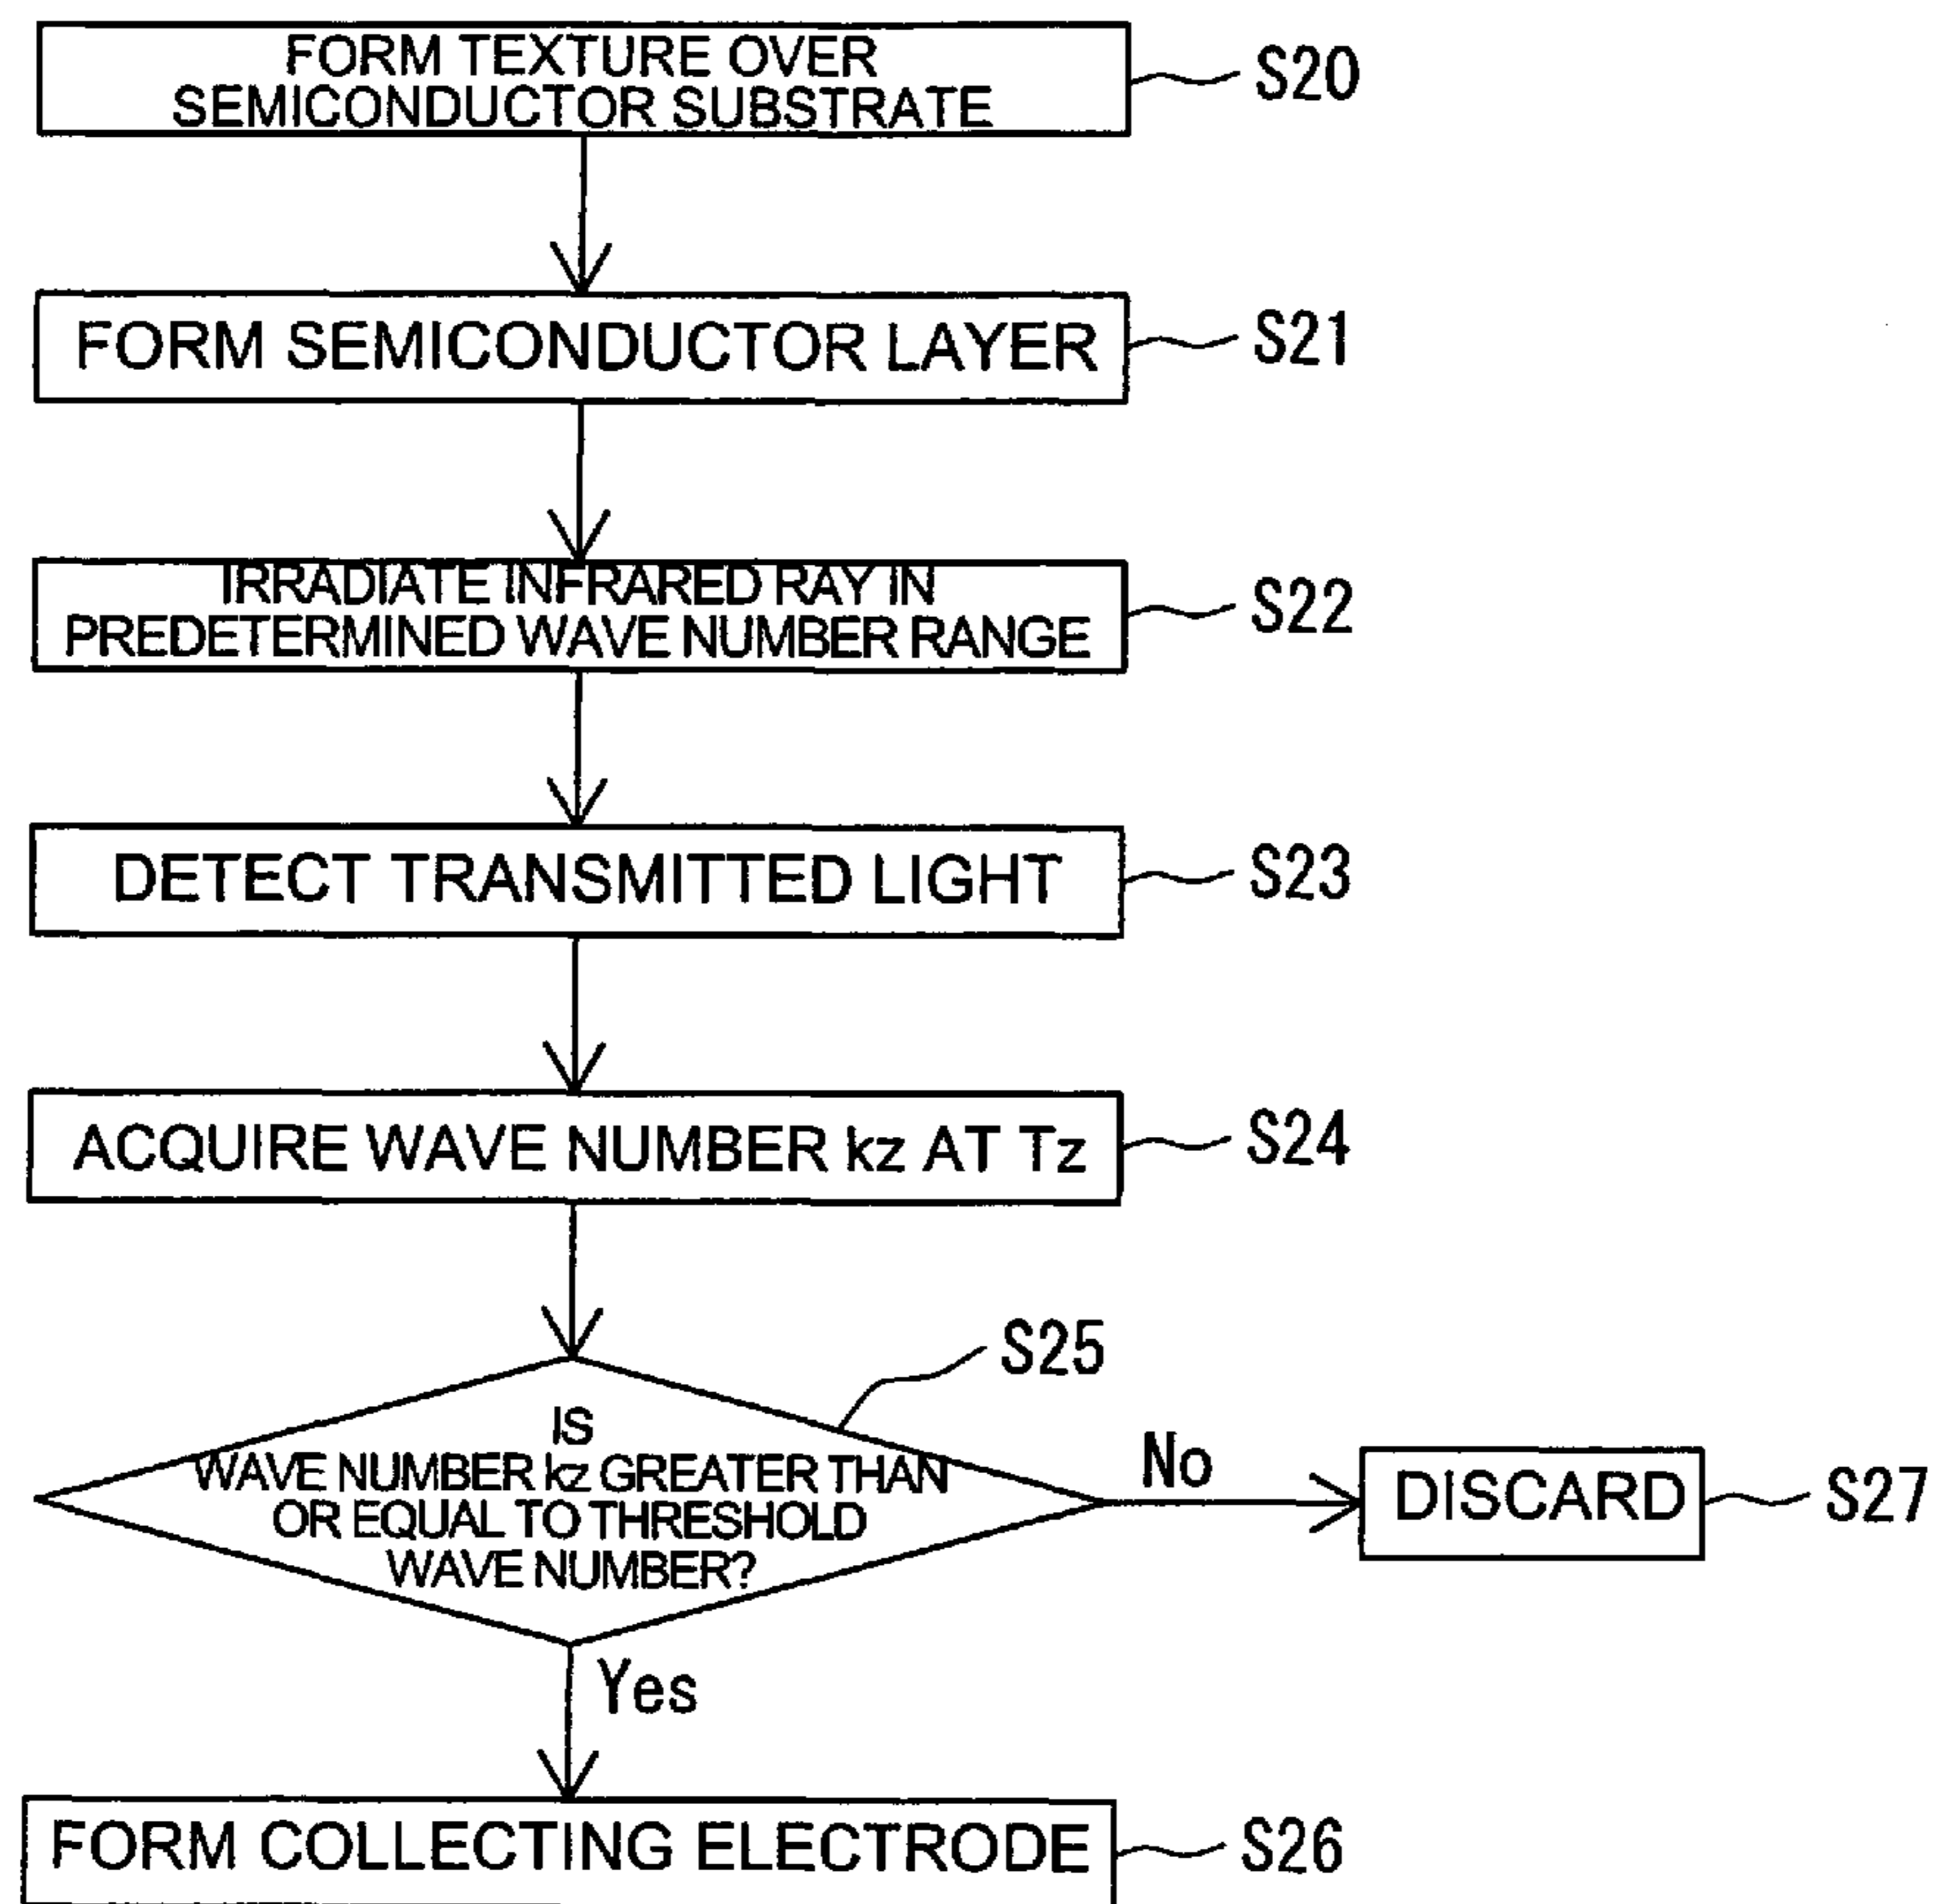 FORM TEXTURE OVER
SEMICONDUCTOR SUBSTRATE
S20
FORM SEMICONDUCTOR LAYER
S21
IRRADIATE INFRARED RAY IN
PREDETERMINED WAVE NUMBER RANGE
S22
DETECT TRANSMITTED LIGHT
S23
ACQUIRE WAVE NUMBER kz AT Tz
S24
S25
IS
WAVE NUMBER kz GREATER THAN
OR EQUAL TO THRESHOLD
WAVE NUMBER?
No
DISCARD
S27
Yes
FORM COLLECTING ELECTRODE
S26